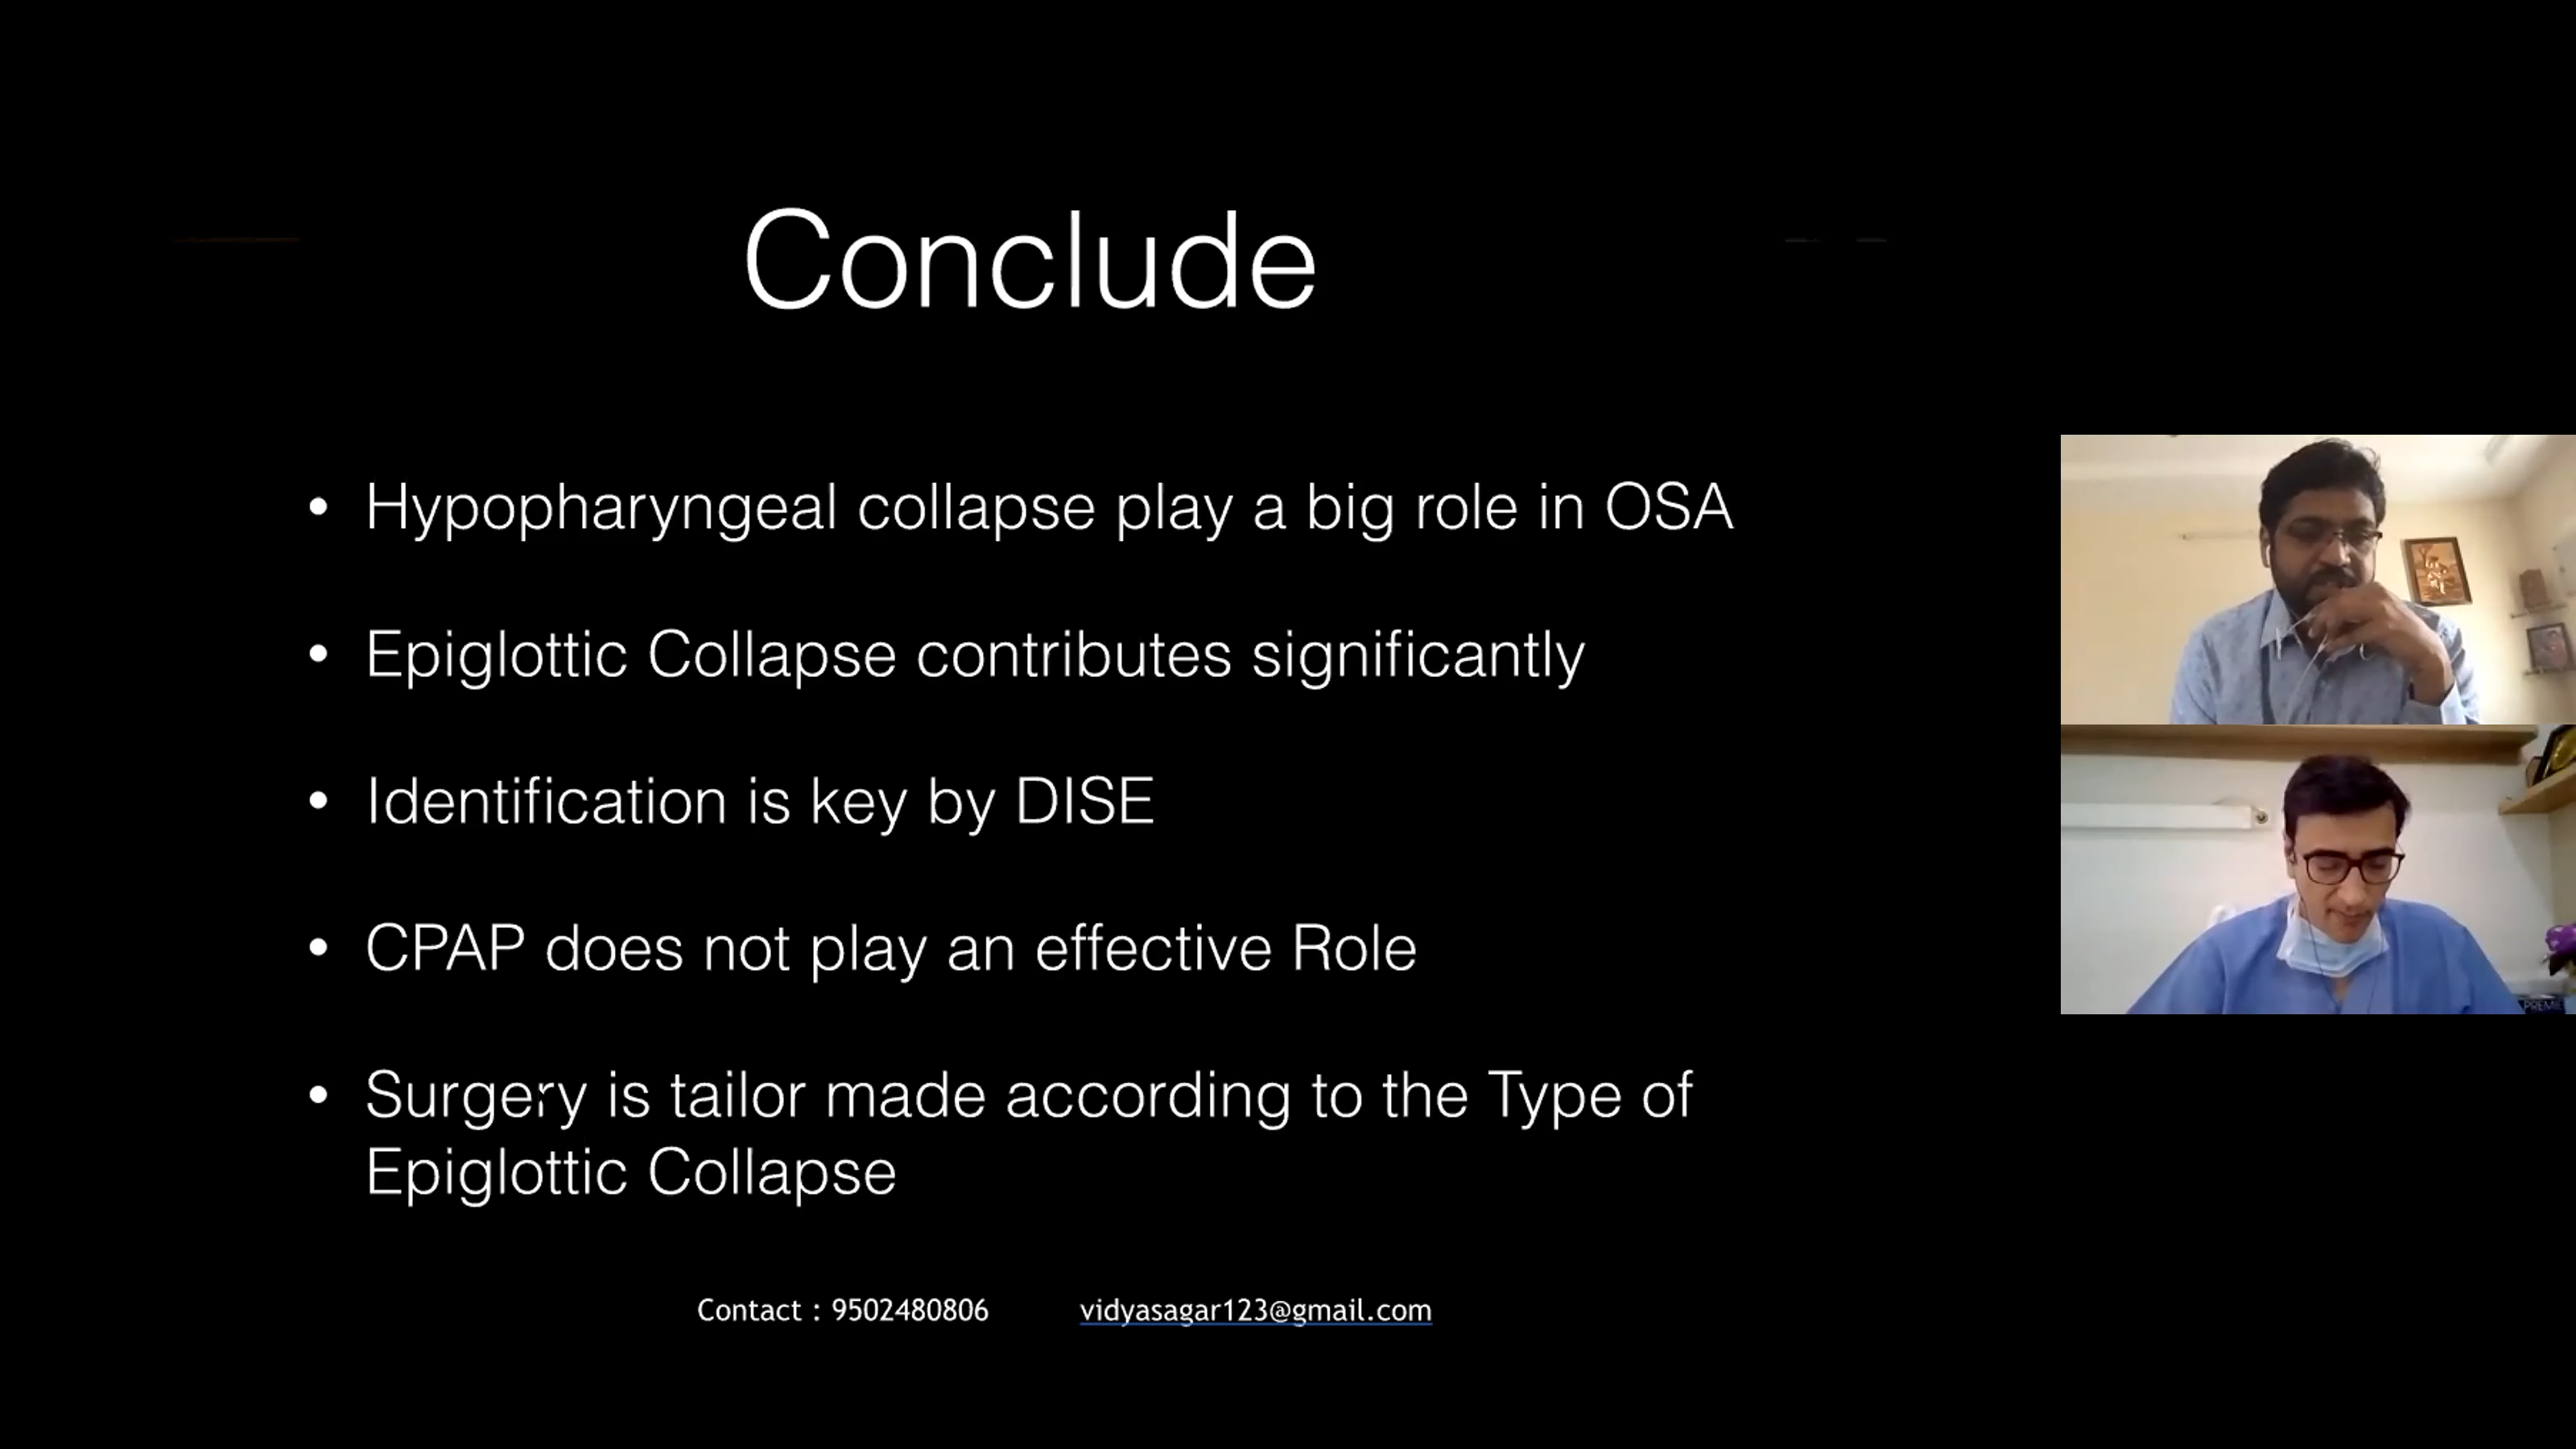 Conclude
• Hypopharyngeal collapse play a big role in OSA
• Epiglottic Collapse contributes significantly
• Identification is key by DISE
• CPAP does not play an effective Role
• Surgery is tailor made according to the Type of
Epiglottic Collapse
Contact : 9502480806 vidyasagar123@gmail.com